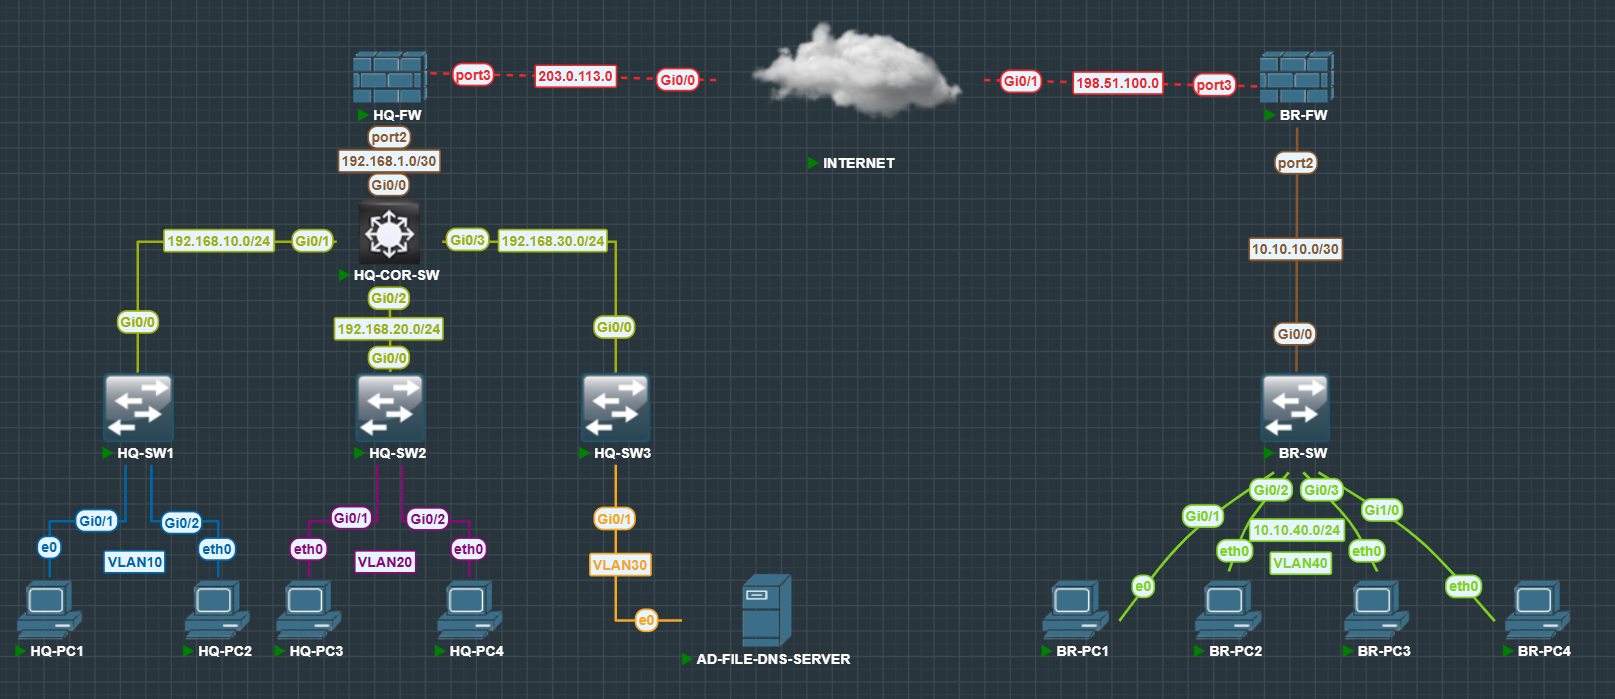 port3
203.0.113.0
Gi0/0
Gi0/1
198.51.100.0
port3
HQ-FW
BR-FW
port2
192.168.1.0/30
Gi0/0
INTERNET
port2
192.168.10.0/24
Gi0/1
Gi0/3
192.168.30.0/24
10.10.10.0/30
HQ-COR-SW
Gi0/2
Gi0/0
192.168.20.0/24
Gi0/0
Gi0/0
Gi0/0
HQ-SW1
HQ-SW2
HQ-SW3
BR-SW
Gi0/1
Gi0/2
Gi0/1
Gi0/2
Gi0/1
Gi0/1
Gi0/2
Gi0/3
Gi1/0
10.10.40.0/24
e0
VLAN10
eth0
eth0
VLAN20
eth0
VLAN30
eth0
VLAN40
eth0
e0
e0
eth0
HQ-PC1
HQ-PC2
HQ-PC3
HQ-PC4
AD-FILE-DNS-SERVER
BR-PC1
BR-PC2
BR-PC3
BR-PC4